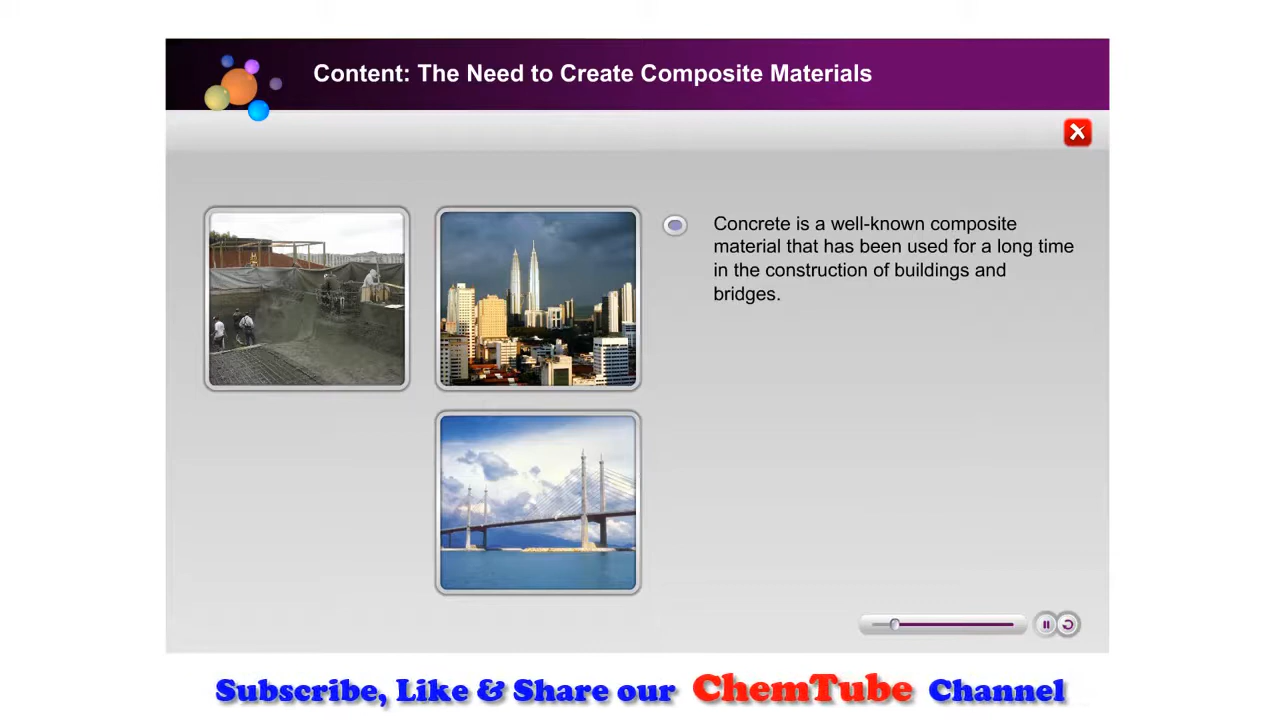 Content: The Need to Create Composite Materials
Concrete is a well-known composite
material that has been used for a long time
in the construction of buildings and
bridges.
Subscribe, Like & Share our ChemTube Channel